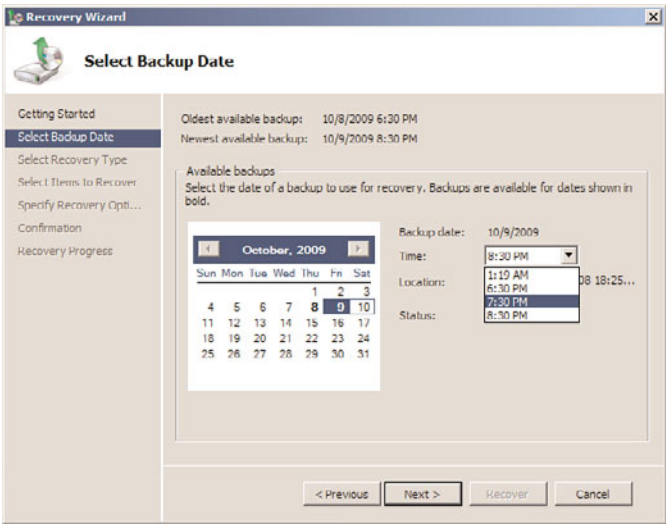 Recovery Wizard
Select Backup Date
Getting Started
Select Backup Date
Select Recovery Type
Select Items to Recover
Specify Recovery Opti...
Confirmation
Recovery Progress
Oldest available backup: 10/8/2009 6:30 PM
Newest available backup: 10/9/2009 8:30 PM
Available backups
Select the date of a backup to use for recovery. Backups are available for dates shown in
bold.
October, 2009
Sun Mon Tue Wed Thu Fri Sat
1 2 3
4 5 6 7 8 9 10
11 12 13 14 15 16 17
18 19 20 21 22 23 24
25 26 27 28 29 30 31
Backup date: 10/9/2009
Time: 8:30 PM
1:19 AM
6:30 PM
7:30 PM
8:30 PM
Location: 08 18:25...
Status:
< Previous
Next >
Recover
Cancel